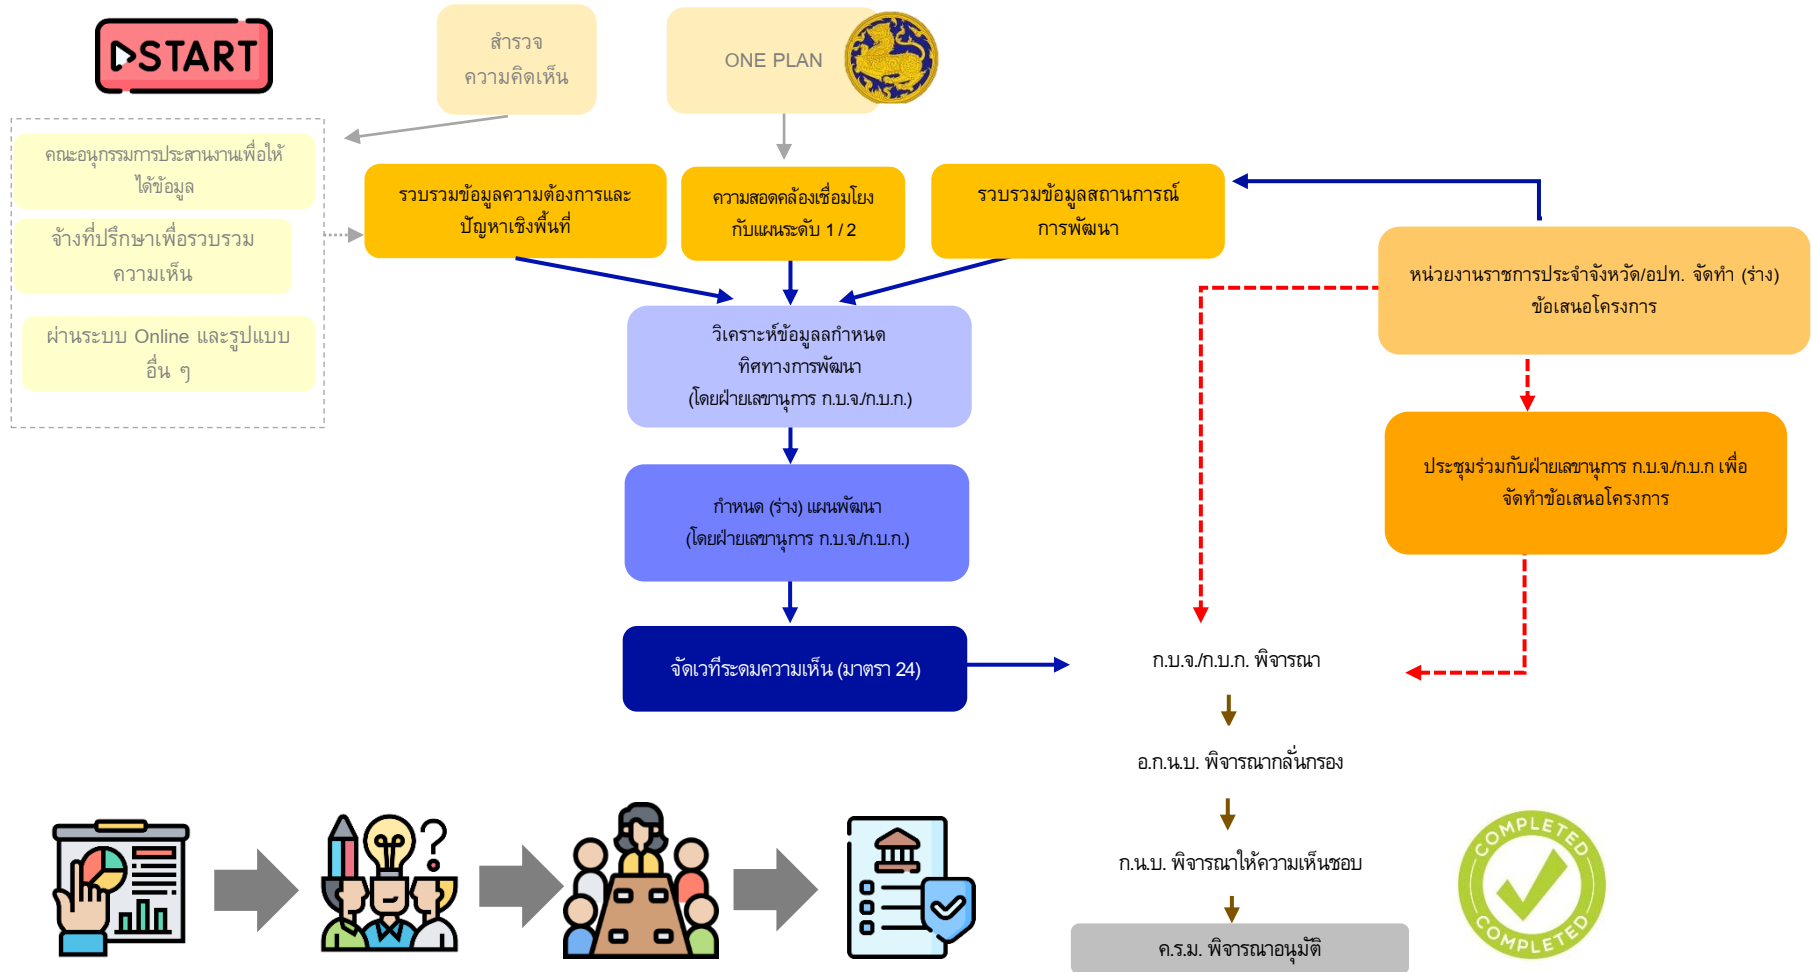 START
สำรวจ
ความคิดเห็น
ONE PLAN
คณะอนุกรรมการประสานงานเพื่อให้
ได้ข้อมูล
จ้างที่ปรึกษาเพื่อรวบรวม
ความเห็น
ผ่านระบบ Online และรูปแบบ
อื่น ๆ
รวบรวมข้อมูลความต้องการและ
ปัญหาเชิงพื้นที่
ความสอดคล้องเชื่อมโยง
กับแผนระดับ 1 / 2
รวบรวมข้อมูลสถานการณ์
การพัฒนา
หน่วยงานราชการประจำจังหวัด/อปท. จัดทำ (ร่าง)
ข้อเสนอโครงการ
วิเคราะห์ข้อมูลลกำหนด
ทิศทางการพัฒนา
(โดยฝ่ายเลขานุการ ก.บ.จ./ก.บ.ก.)
ประชุมร่วมกับฝ่ายเลขานุการ ก.บ.จ./ก.บ.ก เพื่อ
จัดทำข้อเสนอโครงการ
กำหนด (ร่าง) แผนพัฒนา
(โดยฝ่ายเลขานุการ ก.บ.จ./ก.บ.ก.)
จัดเวทีระดมความเห็น (มาตรา 24)
ก.บ.จ./ก.บ.ก. พิจารณา
อ.ก.น.บ. พิจารณากลั่นกรอง
ก.น.บ. พิจารณาให้ความเห็นชอบ
ค.ร.ม. พิจารณาอนุมัติ
COMPLETED
COMPLETED